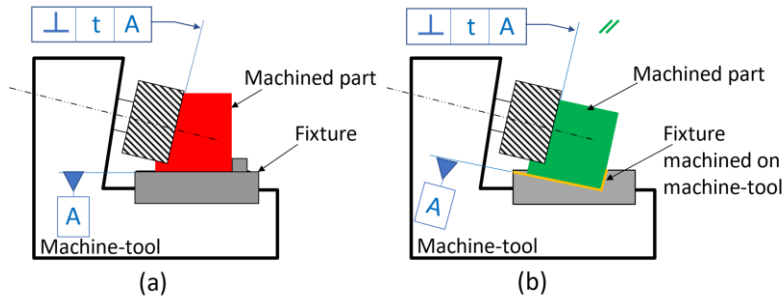 ⊥ t A
Machined part
Fixture
A
Machine-tool
(a)
⊥ t A
Machined part
Fixture
machined on
machine-tool
A
Machine-tool
(b)